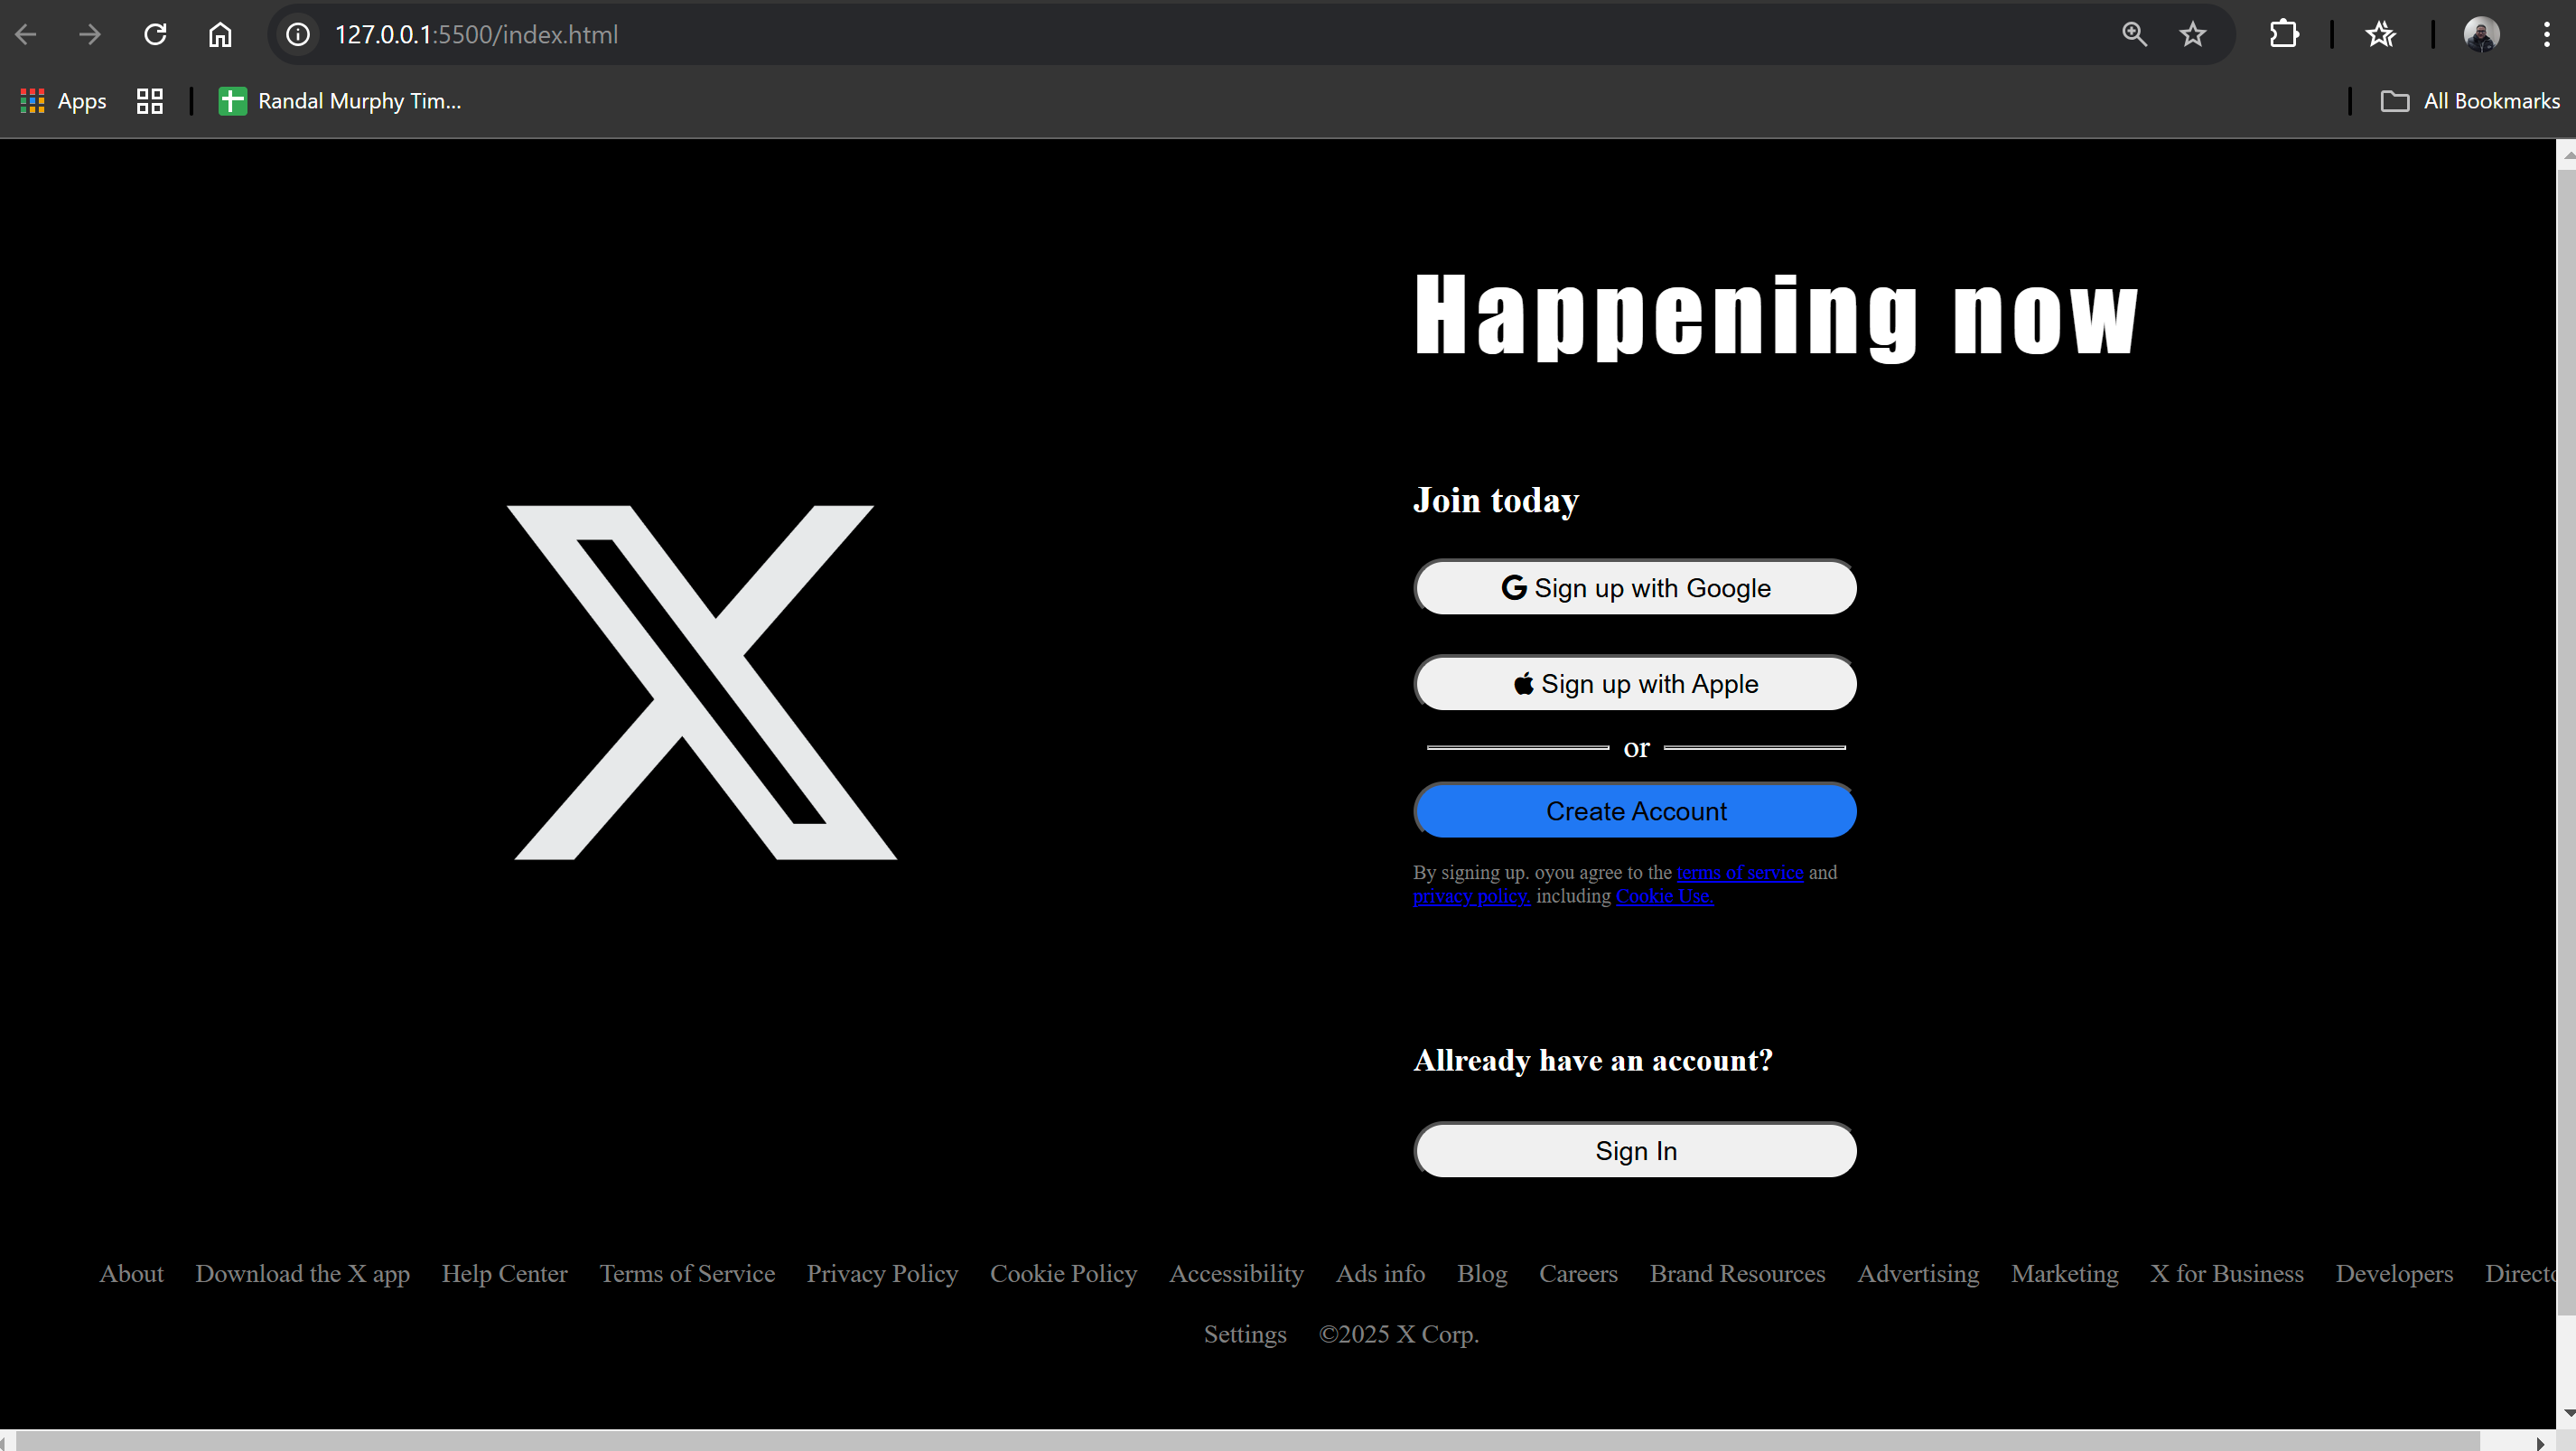 127.0.0.1:5500/index.html
Apps
Randal Murphy Tim...
All Bookmarks
Happening now
Join today
Sign up with Google
Sign up with Apple
or
Create Account
By signing up. oyou agree to the terms of service and
privacy policy. including Cookie Use.
Allready have an account?
Sign In
About Download the X app Help Center Terms of Service Privacy Policy Cookie Policy Accessibility Ads info Blog Careers Brand Resources Advertising Marketing X for Business Developers
Settings ©2025 X Corp.